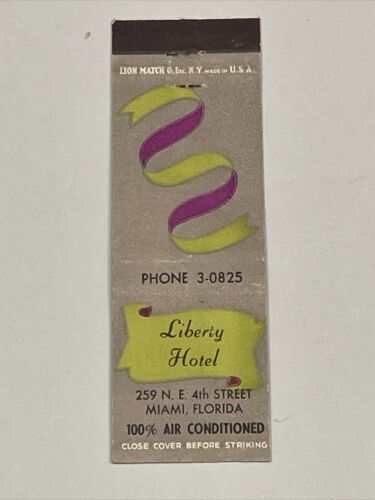 LION MATCH CO., INC. N.Y. MADE IN U.S.A.
PHONE 3-0825
Liberty
Hotel
259 N. E. 4th STREET
MIAMI, FLORIDA
100% AIR CONDITIONED
CLOSE COVER BEFORE STRIKING